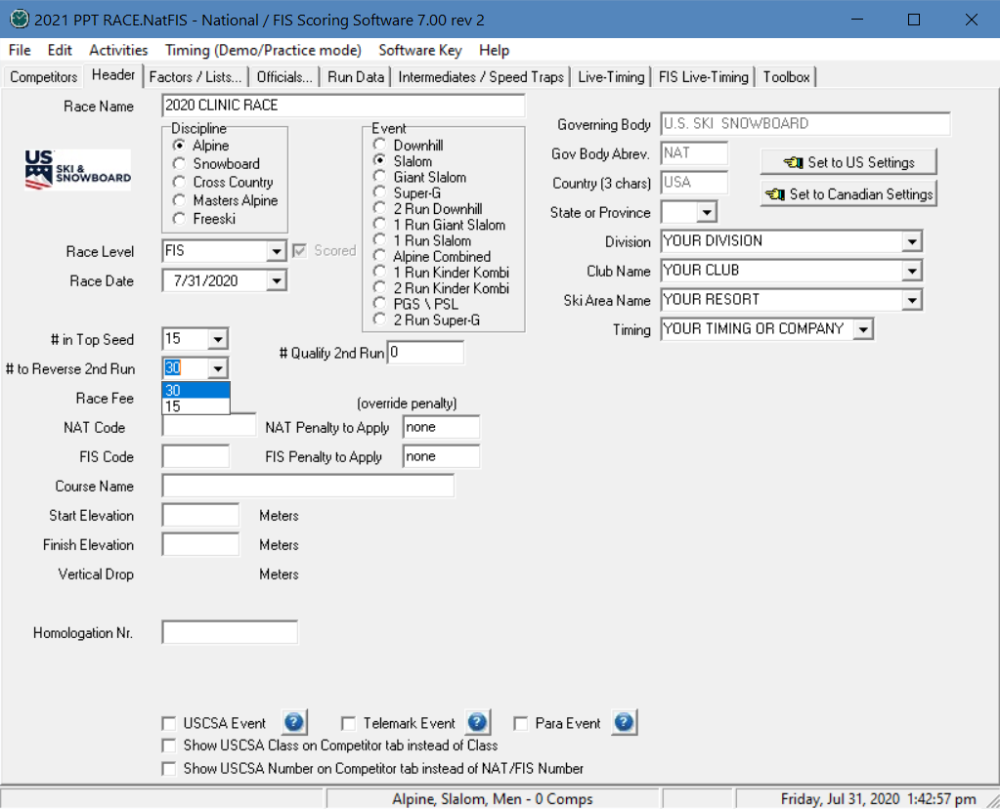 2021 PPT RACE.NatFIS - National / FIS Scoring Software 7.00 rev 2
File Edit Activities Timing (Demo/Practice mode) Software Key Help
Competitors Header Factors / Lists... Officials... Run Data Intermediates / Speed Traps Live-Timing FIS Live-Timing Toolbox
Race Name 2020 CLINIC RACE
US SKI & SNOWBOARD
Discipline
Alpine
Snowboard
Cross Country
Masters Alpine
Freeski
Event
Downhill
Slalom
Giant Slalom
Super-G
2 Run Downhill
1 Run Giant Slalom
1 Run Slalom
Alpine Combined
1 Run Kinder Kombi
2 Run Kinder Kombi
PGS \ PSL
2 Run Super-G
Governing Body U.S. SKI SNOWBOARD
Gov Body Abrev. NAT
Set to US Settings
Country (3 chars) USA
Set to Canadian Settings
State or Province
Division YOUR DIVISION
Club Name YOUR CLUB
Ski Area Name YOUR RESORT
Timing YOUR TIMING OR COMPANY
Race Level FIS Scored
Race Date 7/31/2020
# in Top Seed 15
# Qualify 2nd Run 0
# to Reverse 2nd Run 30
30
15
Race Fee
(override penalty)
NAT Code NAT Penalty to Apply none
FIS Code FIS Penalty to Apply none
Course Name
Start Elevation Meters
Finish Elevation Meters
Vertical Drop Meters
Homologation Nr.
USCSA Event ? Telemark Event ? Para Event ?
Show USCSA Class on Competitor tab instead of Class
Show USCSA Number on Competitor tab instead of NAT/FIS Number
Alpine, Slalom, Men - 0 Comps Friday, Jul 31, 2020 1:42:57 pm